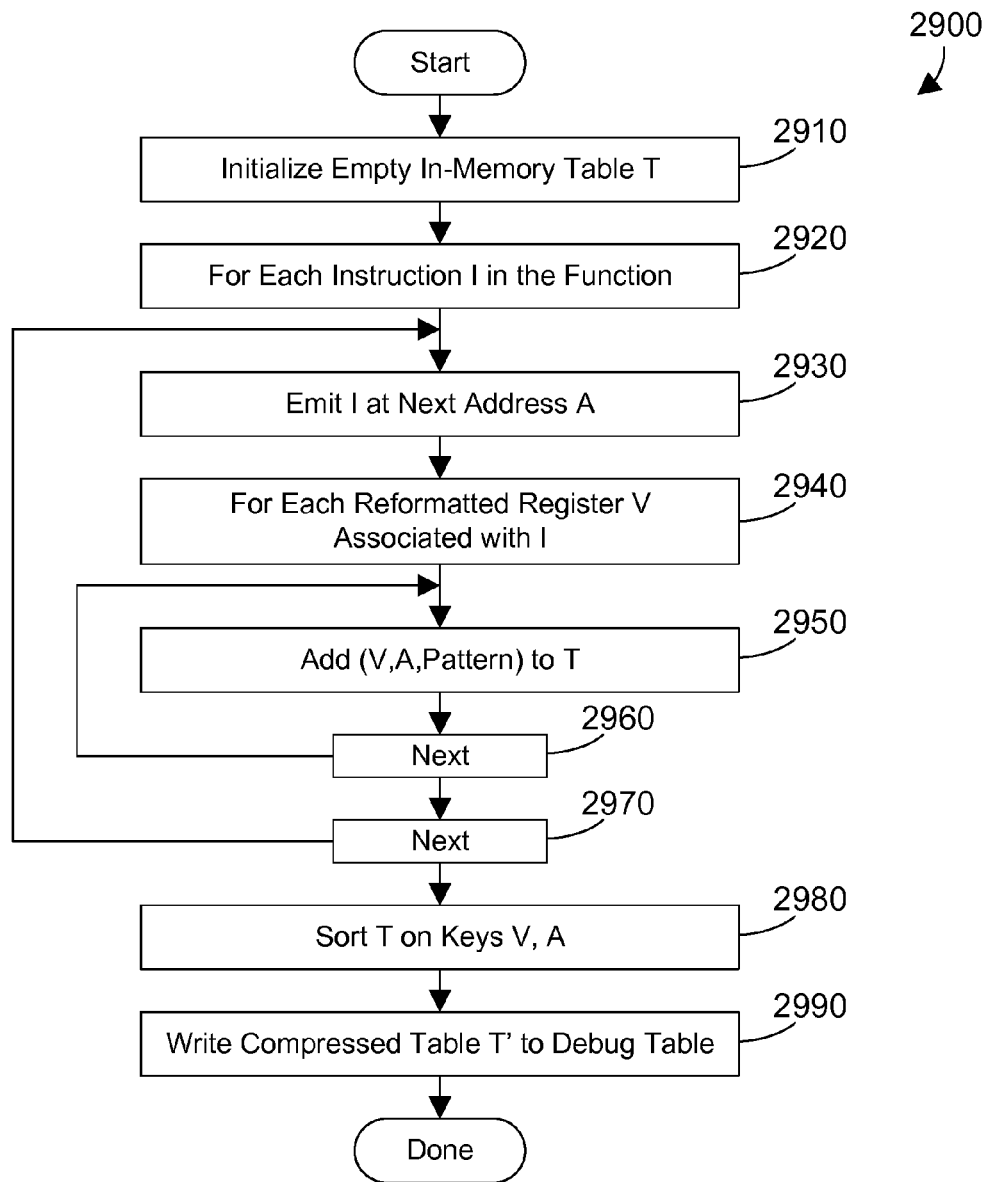 2900
Start
2910
Initialize Empty In-Memory Table T
2920
For Each Instruction I in the Function
2930
Emit I at Next Address A
2940
For Each Reformatted Register V
Associated with I
2950
Add (V,A,Pattern) to T
2960
Next
2970
Next
2980
Sort T on Keys V, A
2990
Write Compressed Table T’ to Debug Table
Done